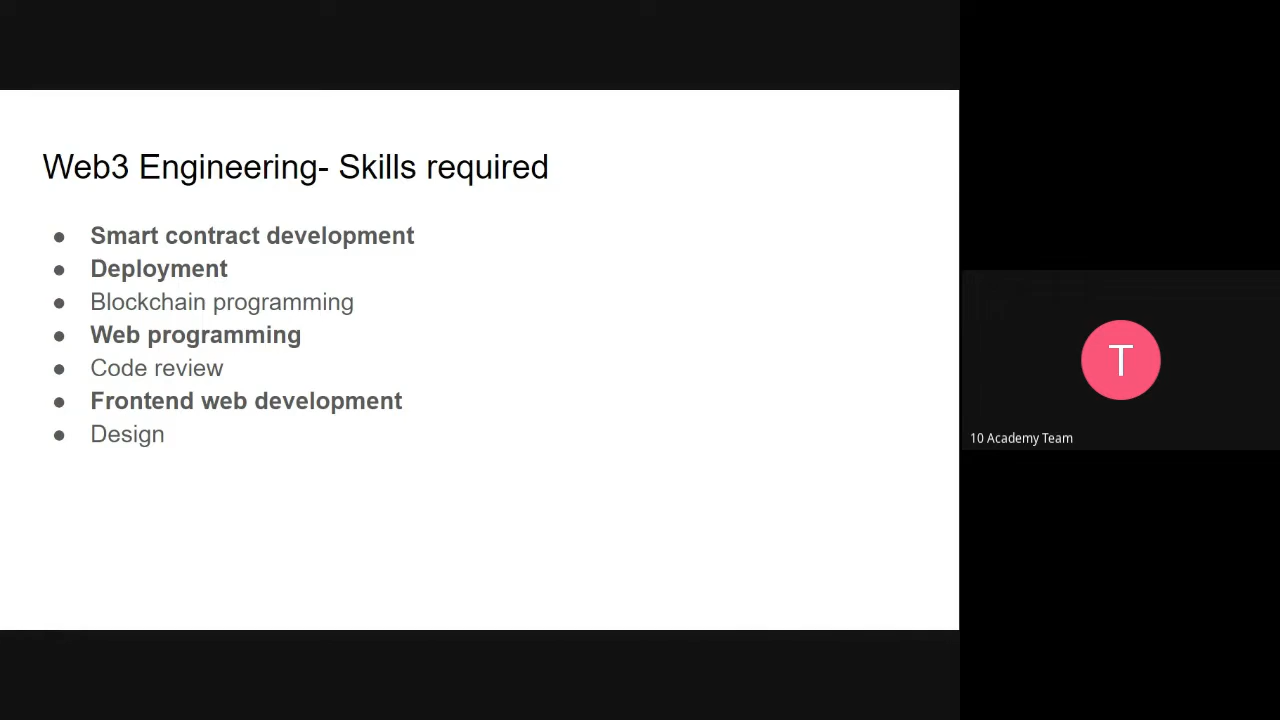 Web3 Engineering- Skills required
● Smart contract development
● Deployment
● Blockchain programming
● Web programming
● Code review
● Frontend web development
● Design
T
10 Academy Team